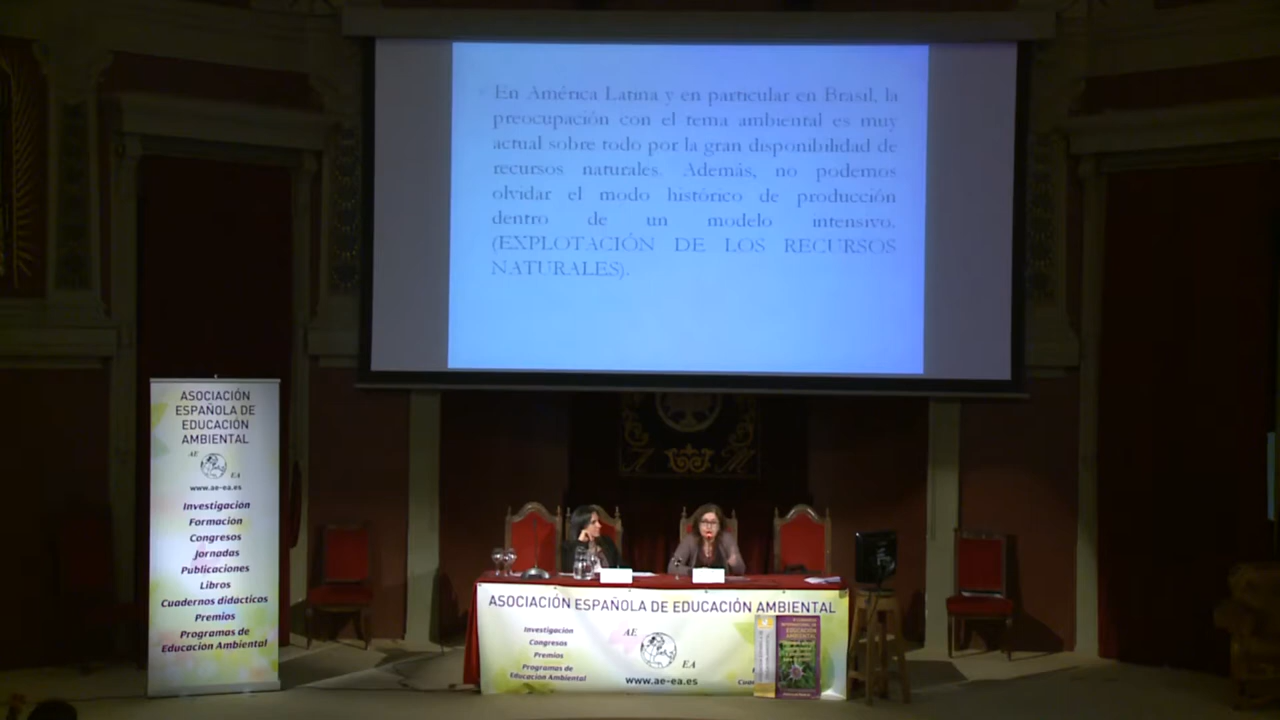 En América Latina y en particular en Brasil, la
preocupación con el tema ambiental es muy
actual sobre todo por la gran disponibilidad de
recursos naturales. Además, no podemos
olvidar el modo histórico de producción
dentro de un modelo intensivo.
(EXPLOTACIÓN DE LOS RECURSOS
NATURALES).
ASOCIACIÓN
ESPAÑOLA DE
EDUCACIÓN
AMBIENTAL
AE
EA
www.ae-ea.es
Investigación
Formación
Congresos
Jornadas
Publicaciones
Libros
Cuadernos didacticos
Premios
Programas de
Educacion Ambiental
ASOCIACIÓN ESPAÑOLA DE EDUCACIÓN AMBIENTAL
Investigación
Congresos
Premios
Programas de
Educacion Ambiental
AE
EA
www.ae-ea.es
EDUCACIÓN
AMBIENTAL